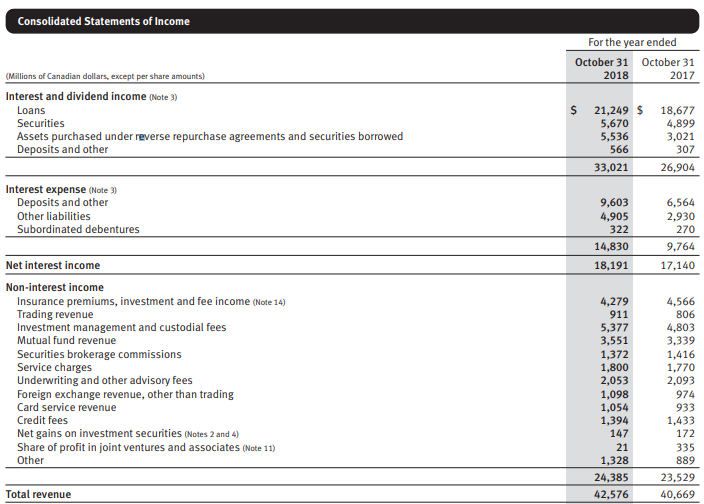 Consolidated Statements of Income
For the year ended
October 31 October 31
(Millions of Canadian dollars, except per share amounts) 2018 2017
Interest and dividend income (Note 3)
Loans $ 21,249 $ 18,677
Securities 5,670 4,899
Assets purchased under reverse repurchase agreements and securities borrowed 5,536 3,021
Deposits and other 566 307
33,021 26,904
Interest expense (Note 3)
Deposits and other 9,603 6,564
Other liabilities 4,905 2,930
Subordinated debentures 322 270
14,830 9,764
Net interest income 18,191 17,140
Non-interest income
Insurance premiums, investment and fee income (Note 14) 4,279 4,566
Trading revenue 911 806
Investment management and custodial fees 5,377 4,803
Mutual fund revenue 3,551 3,339
Securities brokerage commissions 1,372 1,416
Service charges 1,800 1,770
Underwriting and other advisory fees 2,053 2,093
Foreign exchange revenue, other than trading 1,098 974
Card service revenue 1,054 933
Credit fees 1,394 1,433
Net gains on investment securities (Notes 2 and 4) 147 172
Share of profit in joint ventures and associates (Note 11) 21 335
Other 1,328 889
24,385 23,529
Total revenue 42,576 40,669